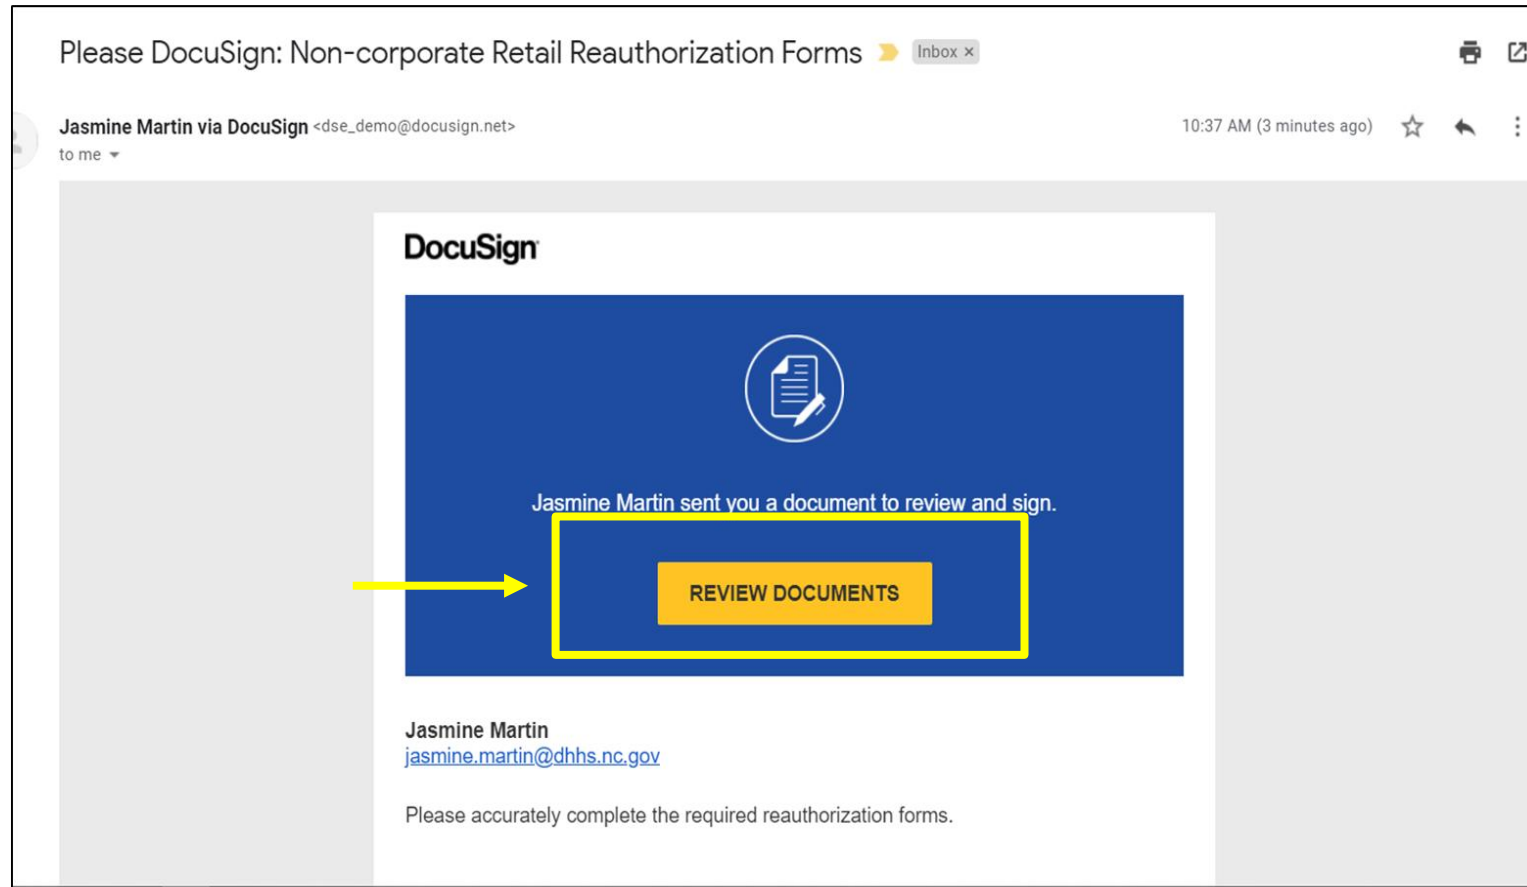 Please DocuSign: Non-corporate Retail Reauthorization Forms Inbox ×
Jasmine Martin via DocuSign <dse_demo@docusign.net> 10:37 AM (3 minutes ago)
to me
DocuSign
Jasmine Martin sent you a document to review and sign.
REVIEW DOCUMENTS
Jasmine Martin
jasmine.martin@dhhs.nc.gov
Please accurately complete the required reauthorization forms.